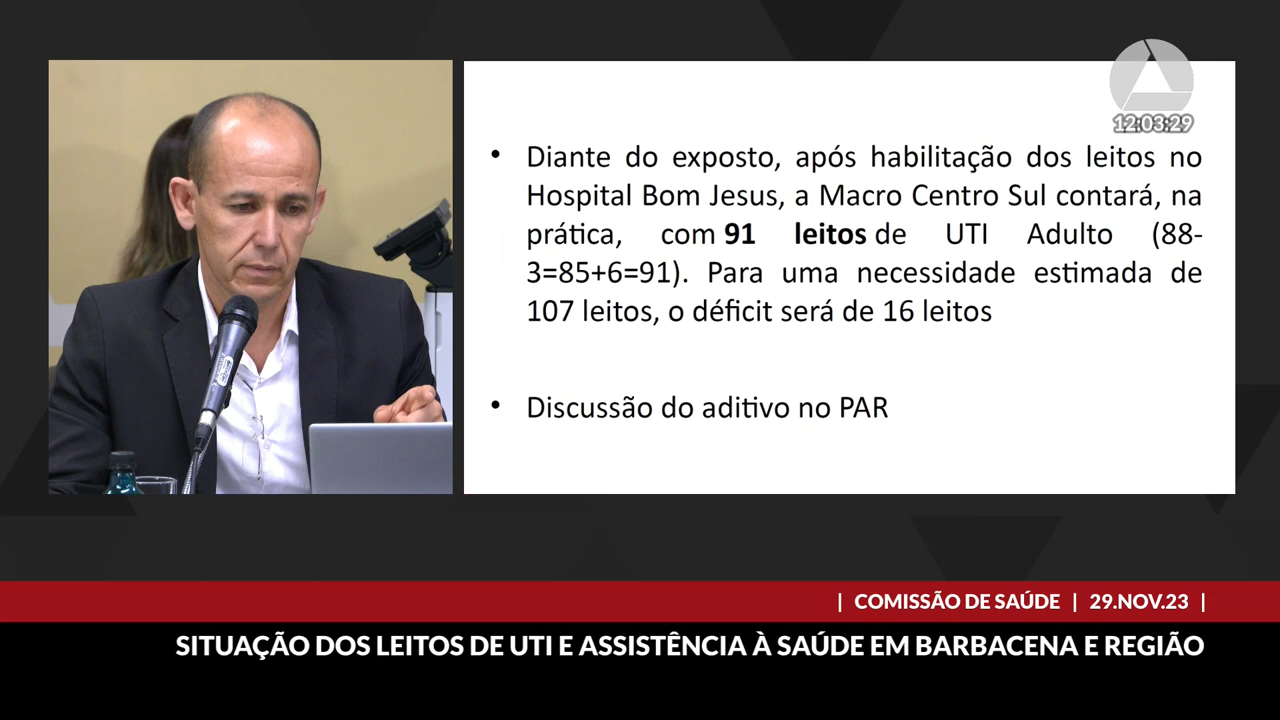 12:03:29
• Diante do exposto, após habilitação dos leitos no
Hospital Bom Jesus, a Macro Centro Sul contará, na
prática, com 91 leitos de UTI Adulto (88-
3=85+6=91). Para uma necessidade estimada de
107 leitos, o déficit será de 16 leitos
• Discussão do aditivo no PAR
| COMISSÃO DE SAÚDE | 29.NOV.23 |
SITUAÇÃO DOS LEITOS DE UTI E ASSISTÊNCIA À SAÚDE EM BARBACENA E REGIÃO